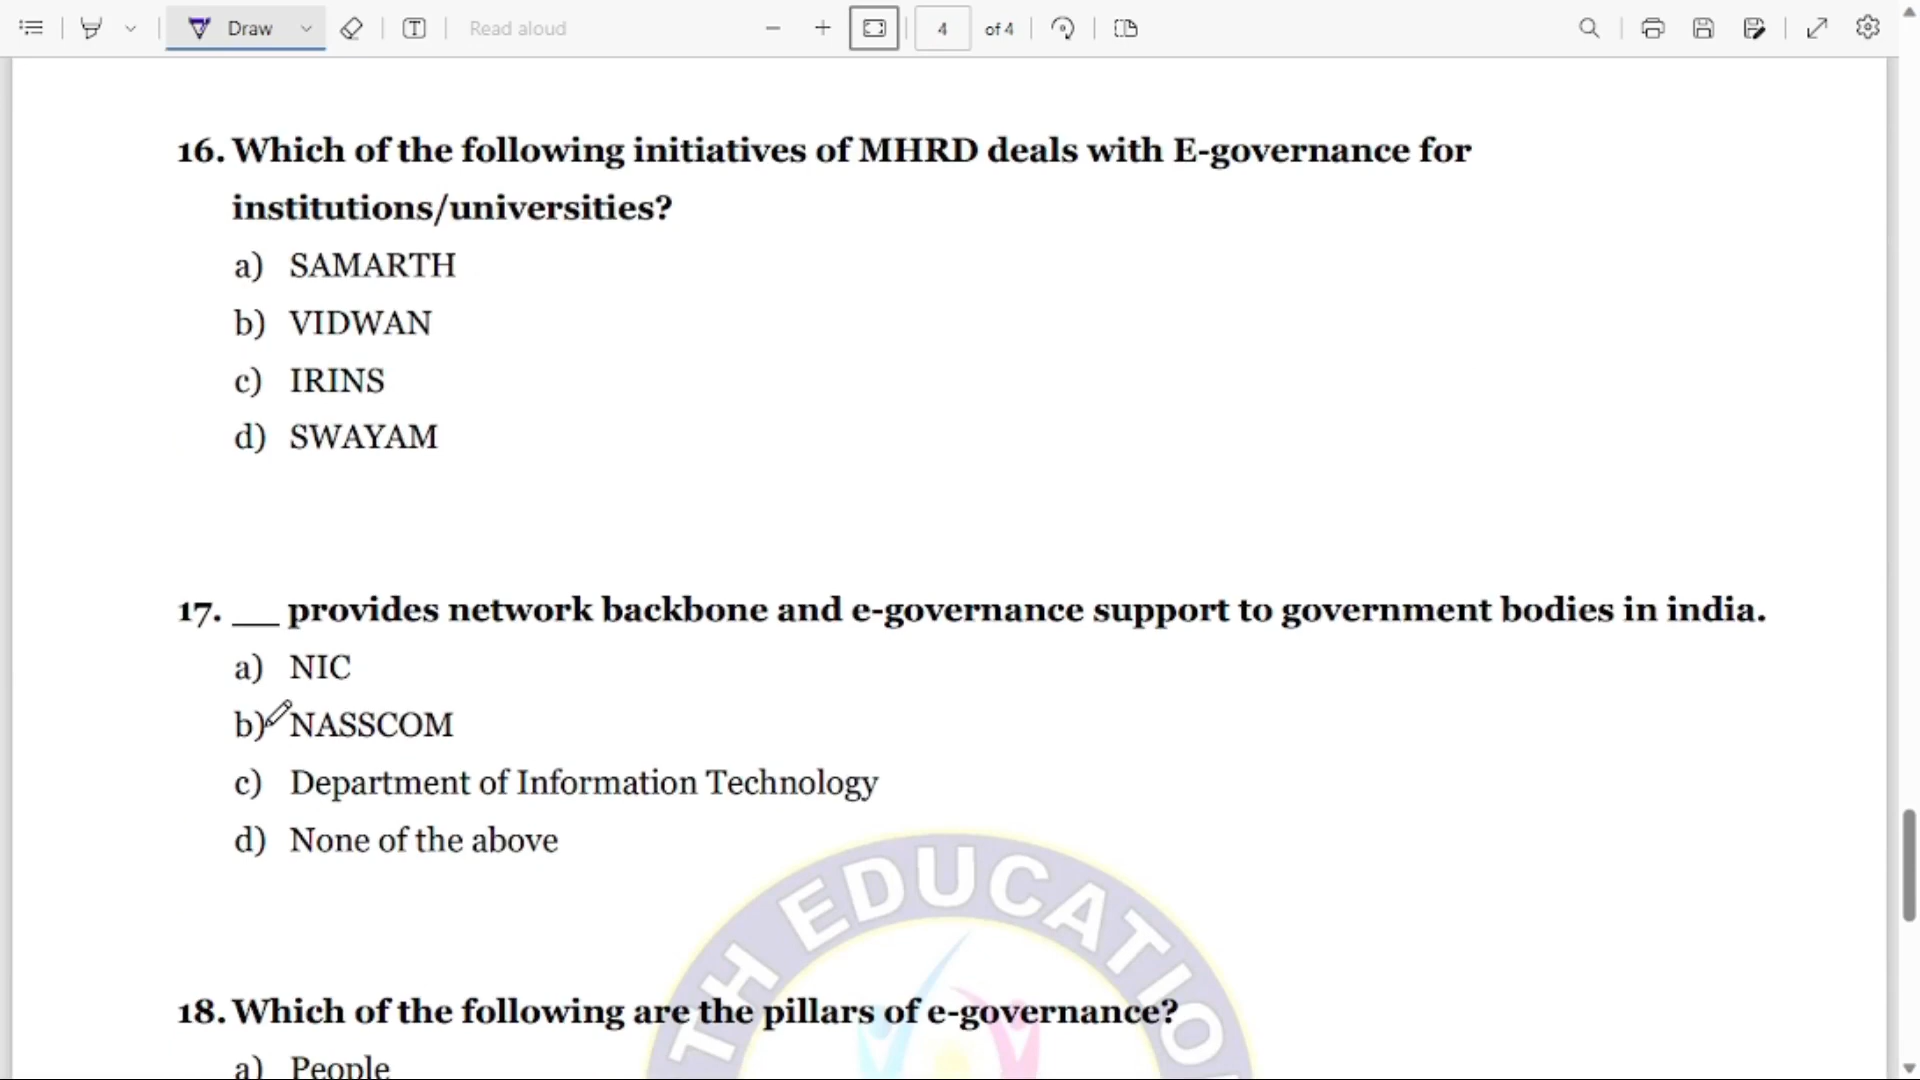 Draw
Read aloud
4 of 4
16. Which of the following initiatives of MHRD deals with E-governance for
institutions/universities?
a) SAMARTH
b) VIDWAN
c) IRINS
d) SWAYAM
17. __ provides network backbone and e-governance support to government bodies in india.
a) NIC
b) NASSCOM
c) Department of Information Technology
d) None of the above
TH EDUCATIO
18. Which of the following are the pillars of e-governance?
a) People